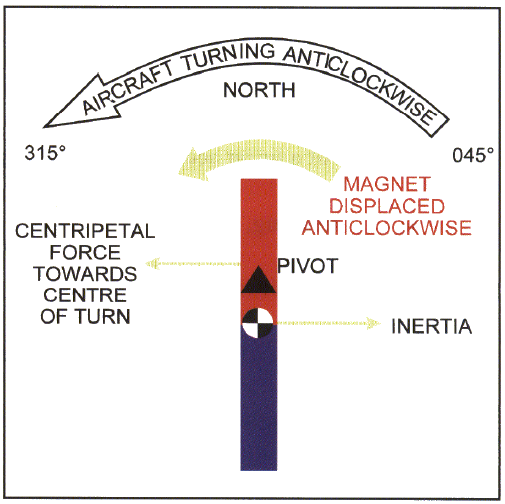 AIRCRAFT TURNING ANTICLOCKWISE
NORTH
315°
045°
MAGNET
DISPLACED
ANTICLOCKWISE
CENTRIPETAL
FORCE
TOWARDS
CENTRE
OF TURN
PIVOT
INERTIA